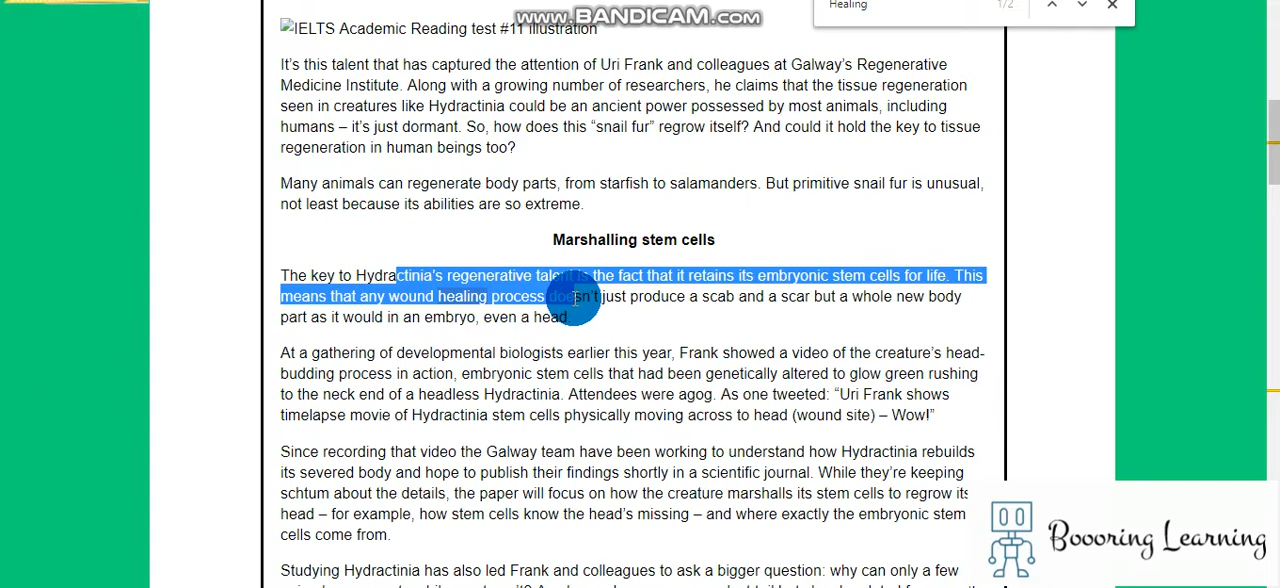 www.BANDICAM.com
Healing 1/2
IELTS Academic Reading test #11 illustration
It’s this talent that has captured the attention of Uri Frank and colleagues at Galway’s Regenerative
Medicine Institute. Along with a growing number of researchers, he claims that the tissue regeneration
seen in creatures like Hydractinia could be an ancient power possessed by most animals, including
humans – it’s just dormant. So, how does this “snail fur” regrow itself? And could it hold the key to tissue
regeneration in human beings too?
Many animals can regenerate body parts, from starfish to salamanders. But primitive snail fur is unusual,
not least because its abilities are so extreme.
Marshalling stem cells
The key to Hydractinia’s regenerative talent is the fact that it retains its embryonic stem cells for life. This
means that any wound healing process doesn’t just produce a scab and a scar but a whole new body
part as it would in an embryo, even a head.
At a gathering of developmental biologists earlier this year, Frank showed a video of the creature’s head-
budding process in action, embryonic stem cells that had been genetically altered to glow green rushing
to the neck end of a headless Hydractinia. Attendees were agog. As one tweeted: “Uri Frank shows
timelapse movie of Hydractinia stem cells physically moving across to head (wound site) – Wow!”
Since recording that video the Galway team have been working to understand how Hydractinia rebuilds
its severed body and hope to publish their findings shortly in a scientific journal. While they’re keeping
schtum about the details, the paper will focus on how the creature marshalls its stem cells to regrow its
head – for example, how stem cells know the head’s missing – and where exactly the embryonic stem
cells come from.
Boooring Learning
Studying Hydractinia has also led Frank and colleagues to ask a bigger question: why can only a few